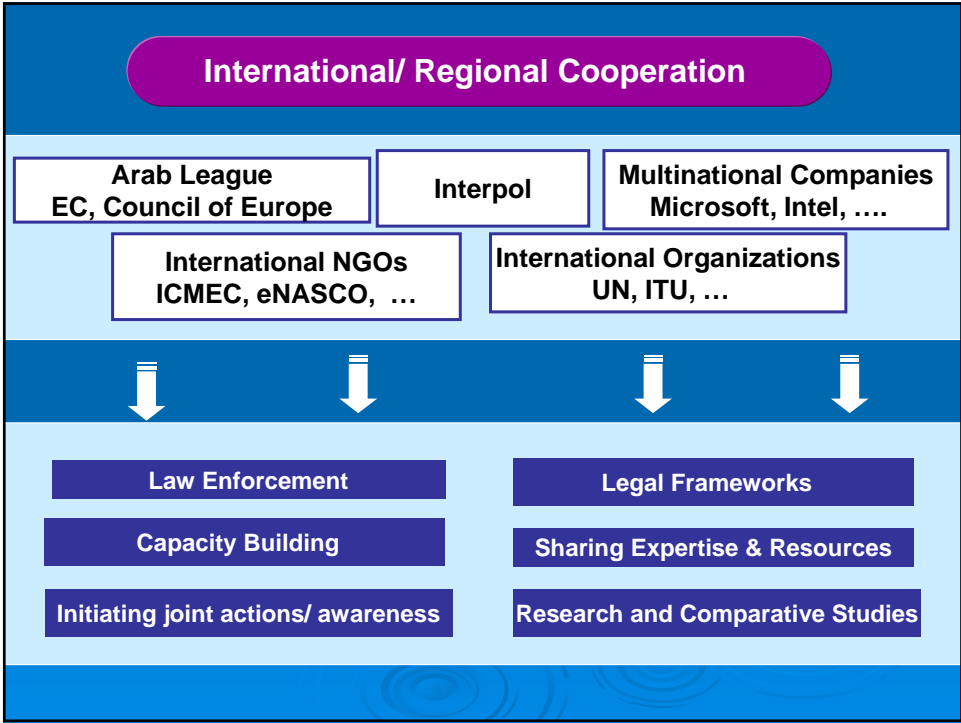 International/ Regional Cooperation
Arab League
EC, Council of Europe
Interpol
Multinational Companies
Microsoft, Intel, ….
International NGOs
ICMEC, eNASCO, …
International Organizations
UN, ITU, …
Law Enforcement
Legal Frameworks
Capacity Building
Sharing Expertise & Resources
Initiating joint actions/ awareness
Research and Comparative Studies